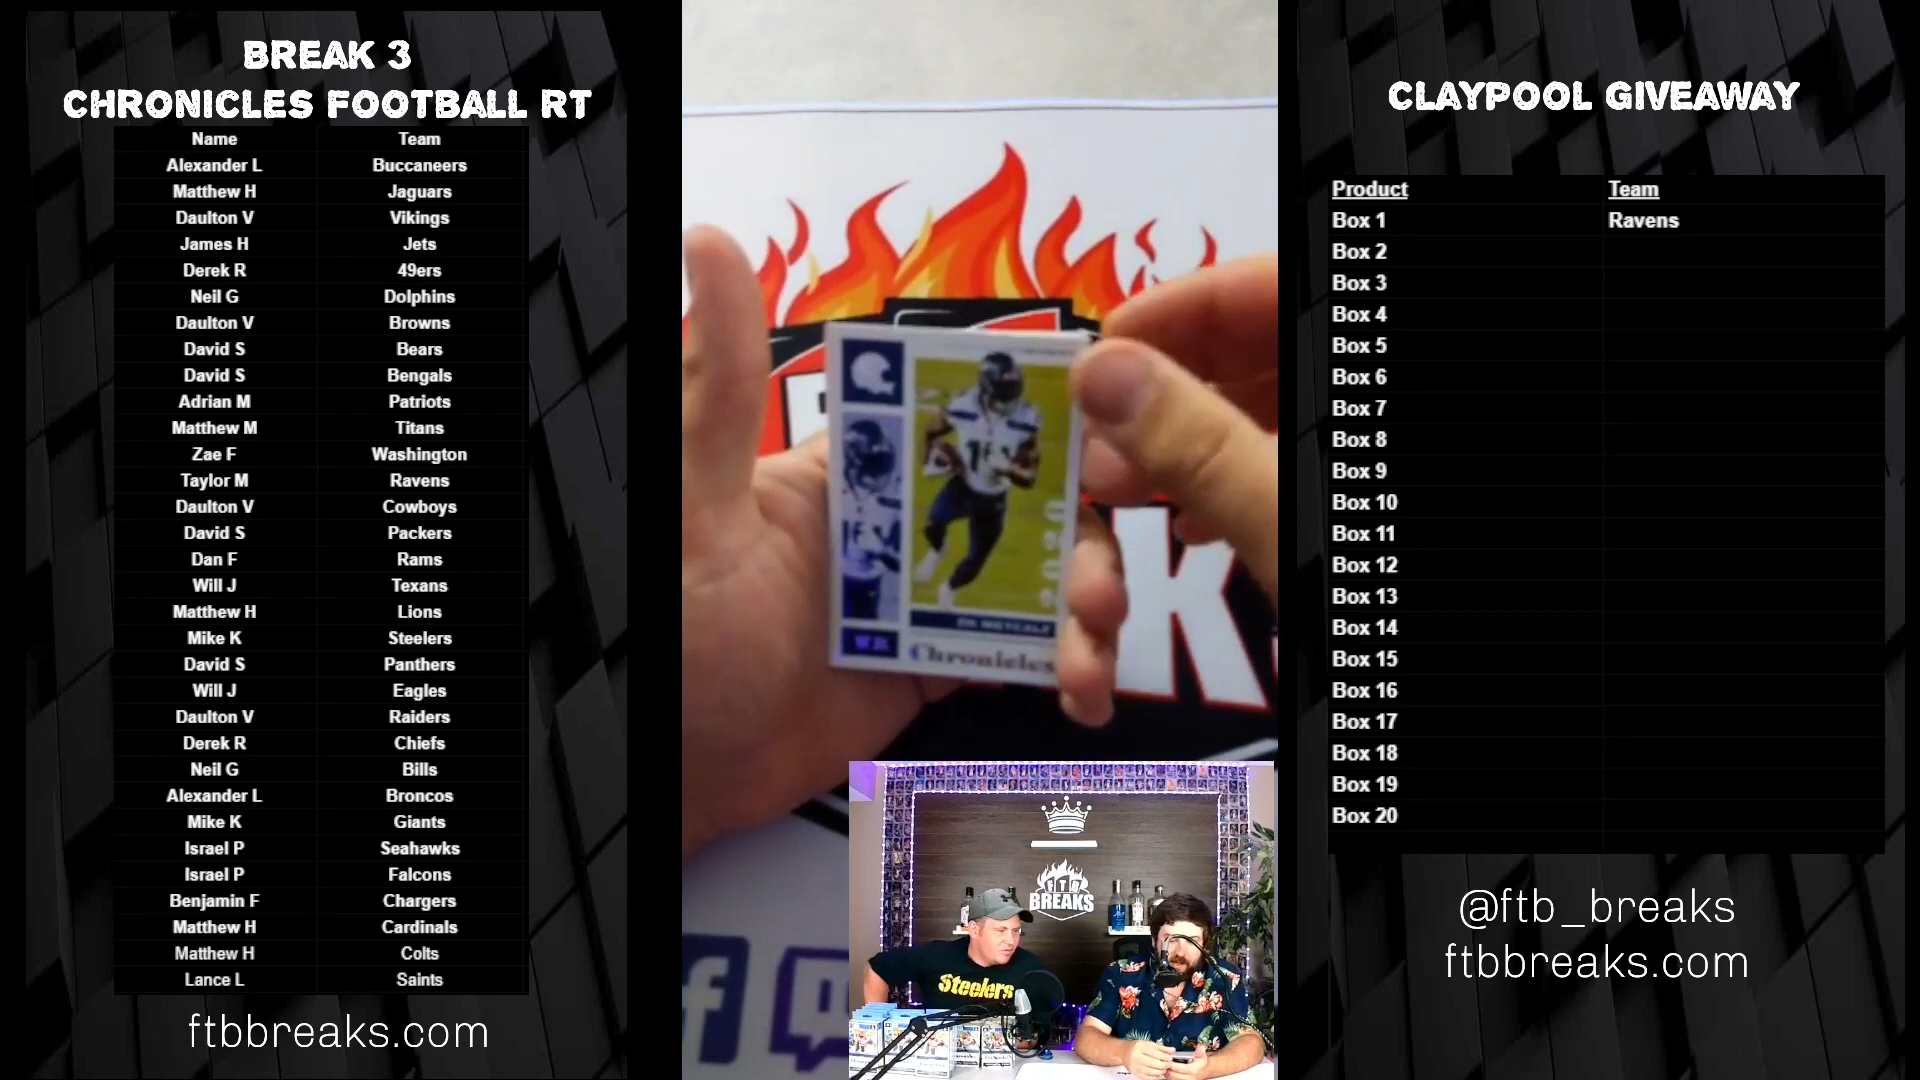 BREAK 3
CHRONICLES FOOTBALL RT
Name Team
Alexander L Buccaneers
Matthew H Jaguars
Daulton V Vikings
James H Jets
Derek R 49ers
Neil G Dolphins
Daulton V Browns
David S Bears
David S Bengals
Adrian M Patriots
Matthew M Titans
Zae F Washington
Taylor M Ravens
Daulton V Cowboys
David S Packers
Dan F Rams
Will J Texans
Matthew H Lions
Mike K Steelers
David S Panthers
Will J Eagles
Daulton V Raiders
Derek R Chiefs
Neil G Bills
Alexander L Broncos
Mike K Giants
Israel P Seahawks
Israel P Falcons
Benjamin F Chargers
Matthew H Cardinals
Matthew H Colts
Lance L Saints
ftbbreaks.com
2020
DK METCALF
WR
Chronicles
FTB
BREAKS
Steelers
CLAYPOOL GIVEAWAY
Product Team
Box 1 Ravens
Box 2
Box 3
Box 4
Box 5
Box 6
Box 7
Box 8
Box 9
Box 10
Box 11
Box 12
Box 13
Box 14
Box 15
Box 16
Box 17
Box 18
Box 19
Box 20
@ftb_breaks
ftbbreaks.com